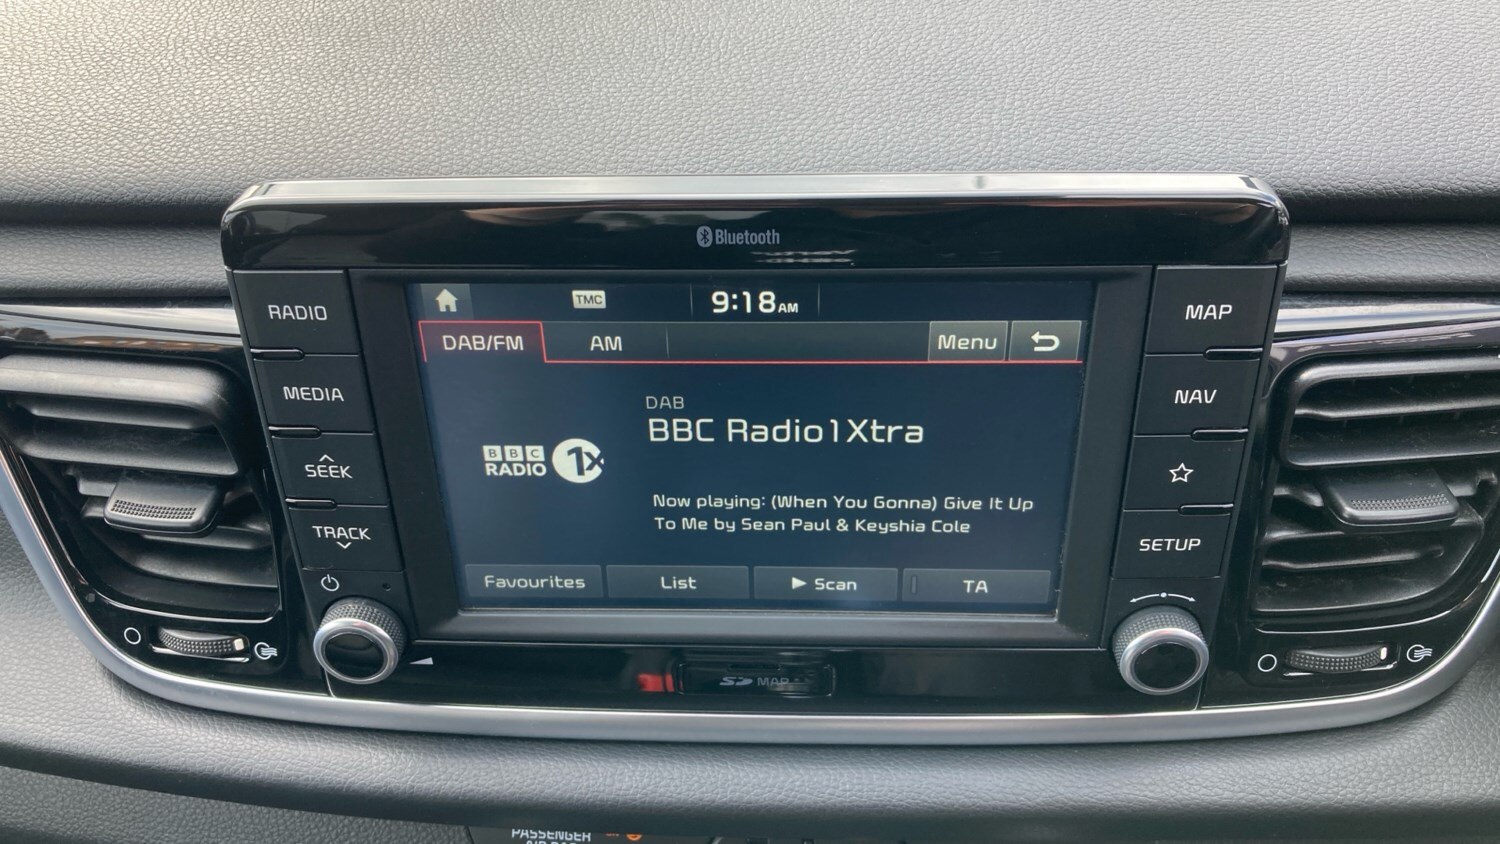 Bluetooth
TMC
9:18AM
DAB/FM
AM
Menu
DAB
BBC Radio1Xtra
BBC
RADIO
1X
Now playing: (When You Gonna) Give It Up
To Me by Sean Paul & Keyshia Cole
Favourites
List
Scan
TA
RADIO
MEDIA
SEEK
TRACK
MAP
NAV
SETUP
SD MAP
PASSENGER